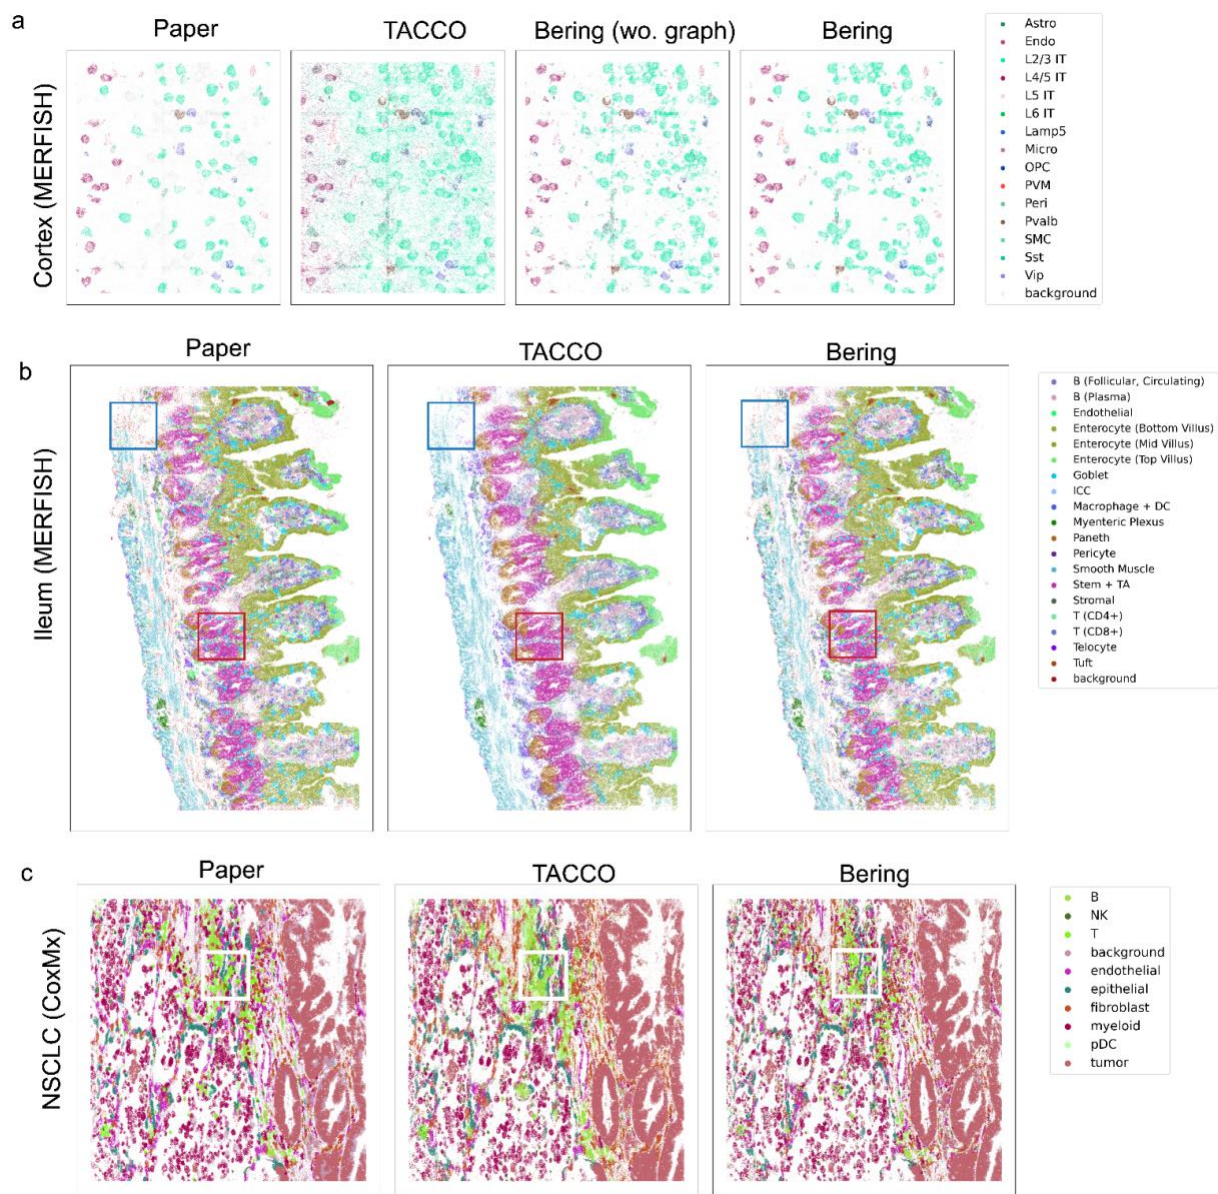 a
Paper
TACCO
Bering (wo. graph)
Bering
Cortex (MERFISH)
Astro
Endo
L2/3 IT
L4/5 IT
L5 IT
L6 IT
Lamp5
Micro
OPC
PVM
Peri
Pvalb
SMC
Sst
Vip
background
b
Paper
TACCO
Bering
Ileum (MERFISH)
B (Follicular, Circulating)
B (Plasma)
Endothelial
Enterocyte (Bottom Villus)
Enterocyte (Mid Villus)
Enterocyte (Top Villus)
Goblet
ICC
Macrophage + DC
Myenteric Plexus
Paneth
Pericyte
Smooth Muscle
Stem + TA
Stromal
T (CD4+)
T (CD8+)
Telocyte
Tuft
background
c
Paper
TACCO
Bering
NSCLC (CoxMx)
B
NK
T
background
endothelial
epithelial
fibroblast
myeloid
pDC
tumor